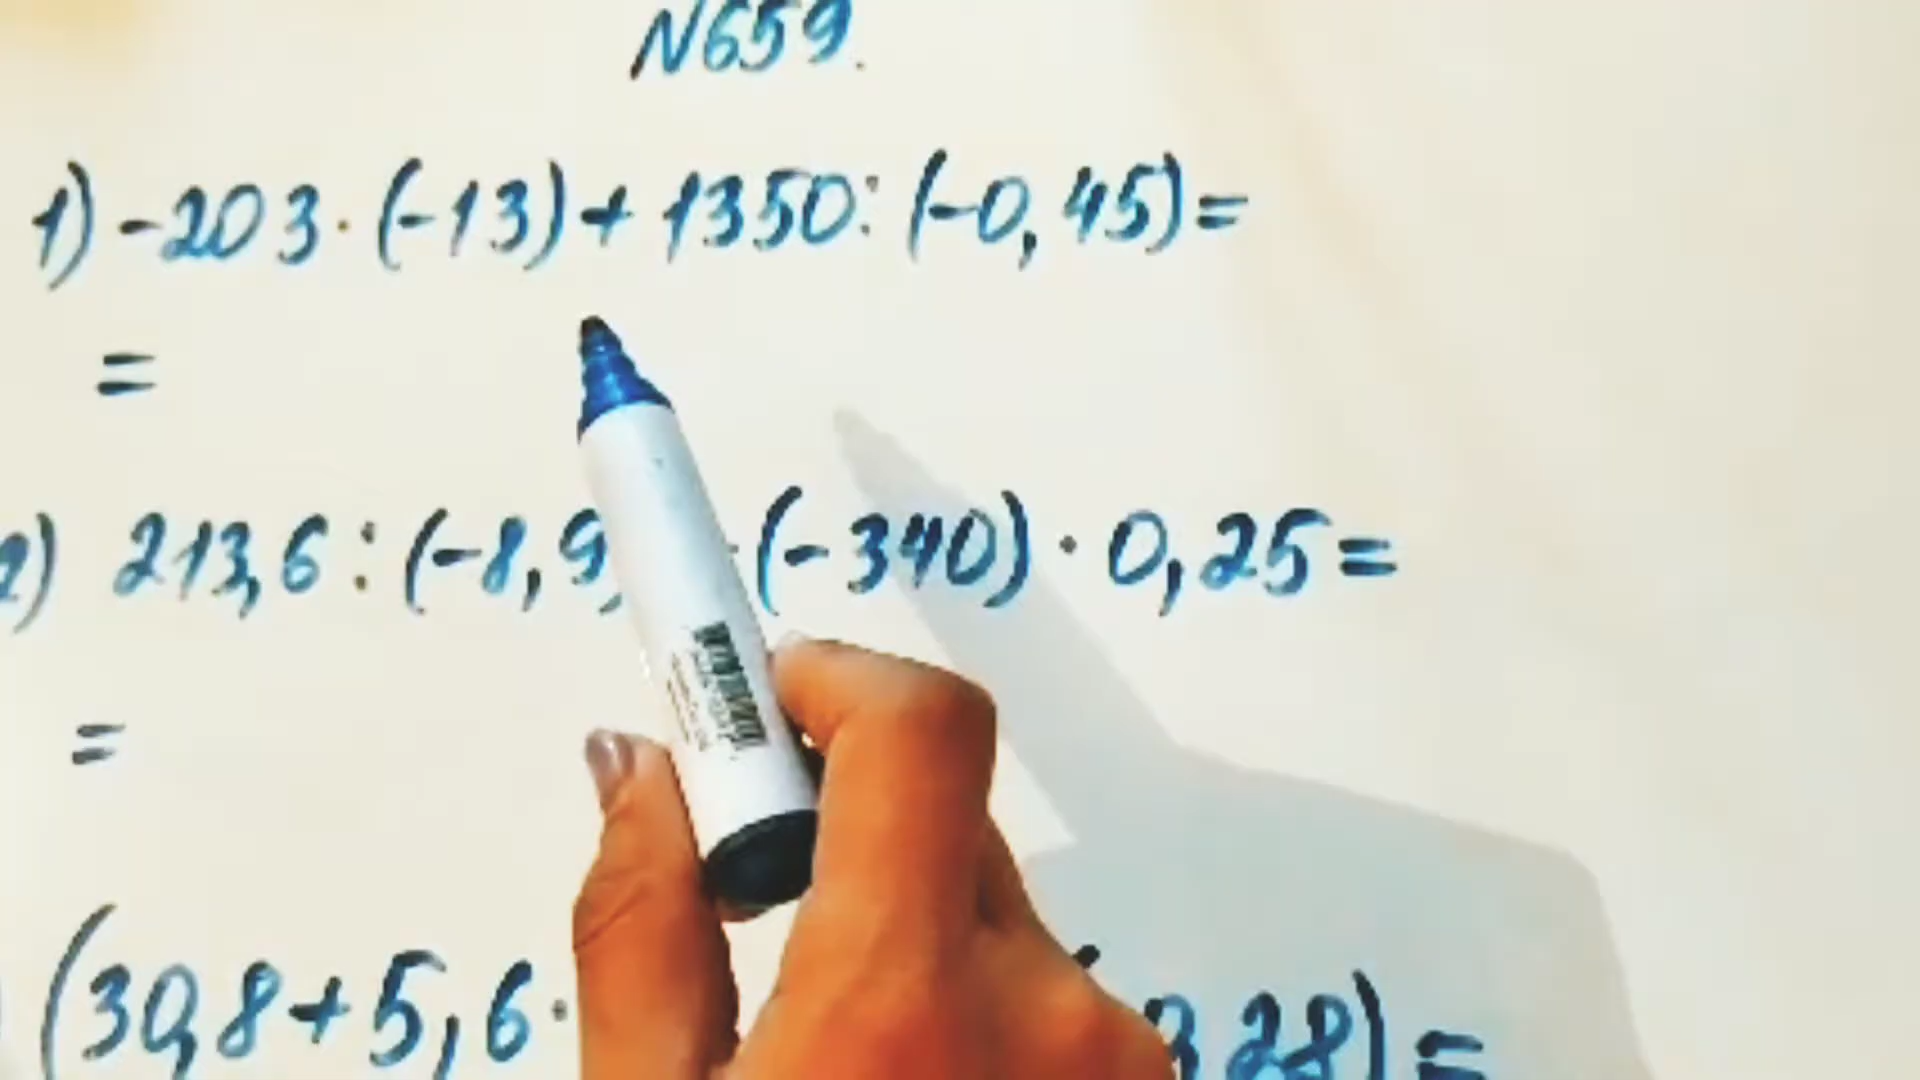 N659.
1) -203·(-13)+1350:(-0,45)=
=
2) 213,6:(-8,9) (-340)·0,25=
=
(30,8+5,6· 28)=